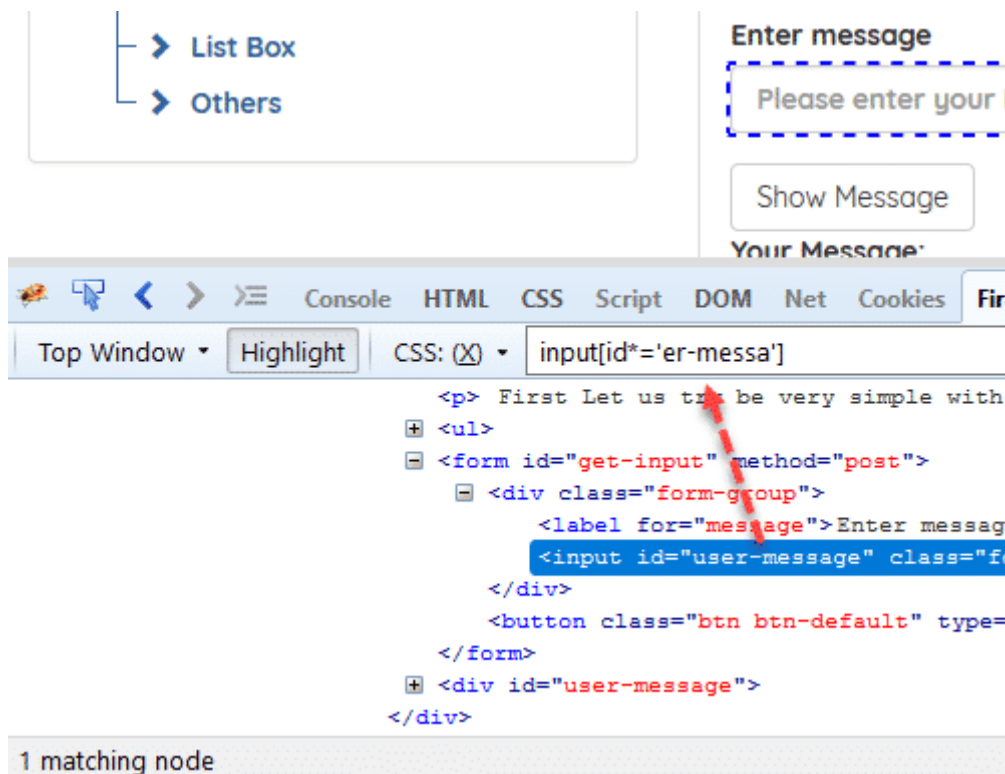 List Box
Others
Enter message
Please enter your
Show Message
Your Message:
Console HTML CSS Script DOM Net Cookies Fir
Top Window Highlight CSS: (X) input[id*='er-messa']
<p> First Let us try be very simple with
<ul>
<form id="get-input" method="post">
<div class="form-group">
<label for="message">Enter messag
<input id="user-message" class="fo
</div>
<button class="btn btn-default" type=
</form>
<div id="user-message">
</div>
1 matching node